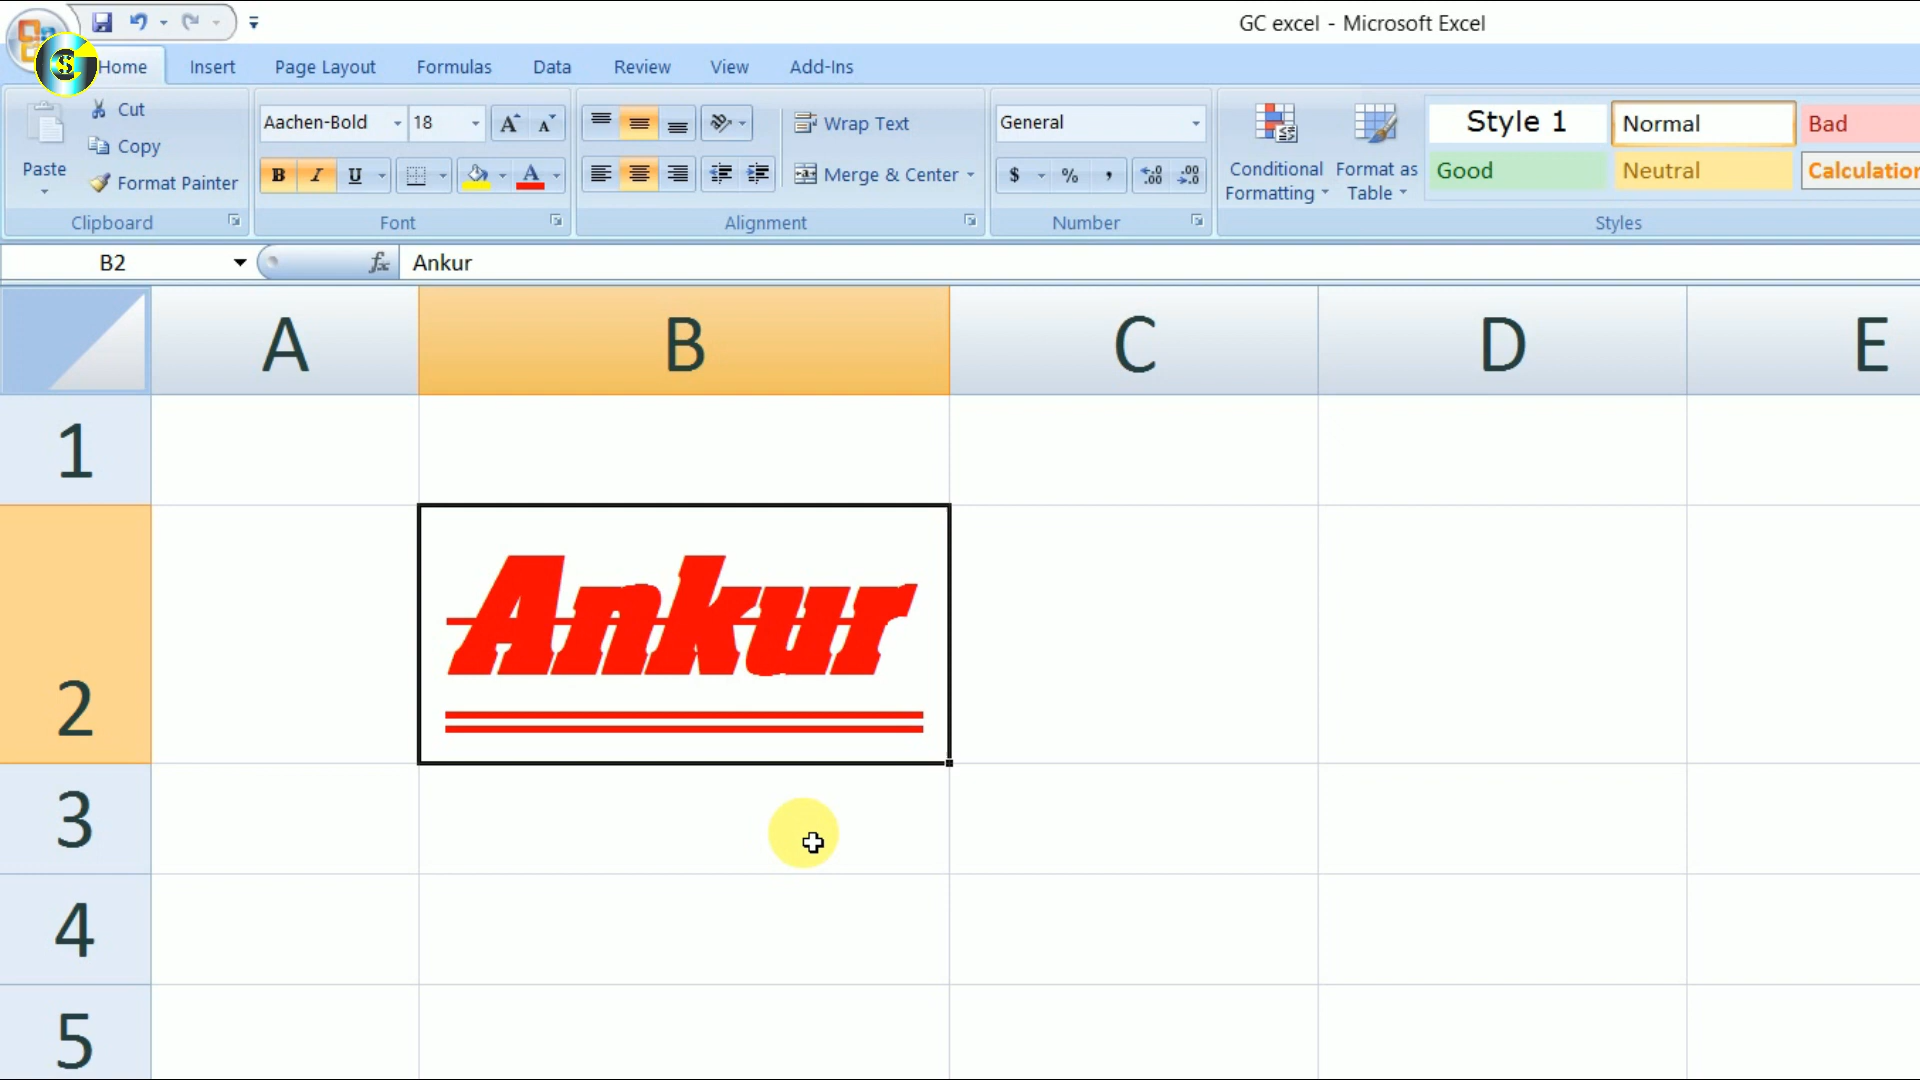 GC excel - Microsoft Excel
Home Insert Page Layout Formulas Data Review View Add-Ins
Paste
Cut
Copy
Format Painter
Clipboard
Aachen-Bold 18
B I U
Font
Wrap Text
Merge & Center
Alignment
General
$ % ,
Number
Conditional Formatting
Format as Table
Style 1 Normal Bad
Good Neutral Calculation
Styles
B2 fx Ankur
A B C D E
1
2 Ankur
3
4
5